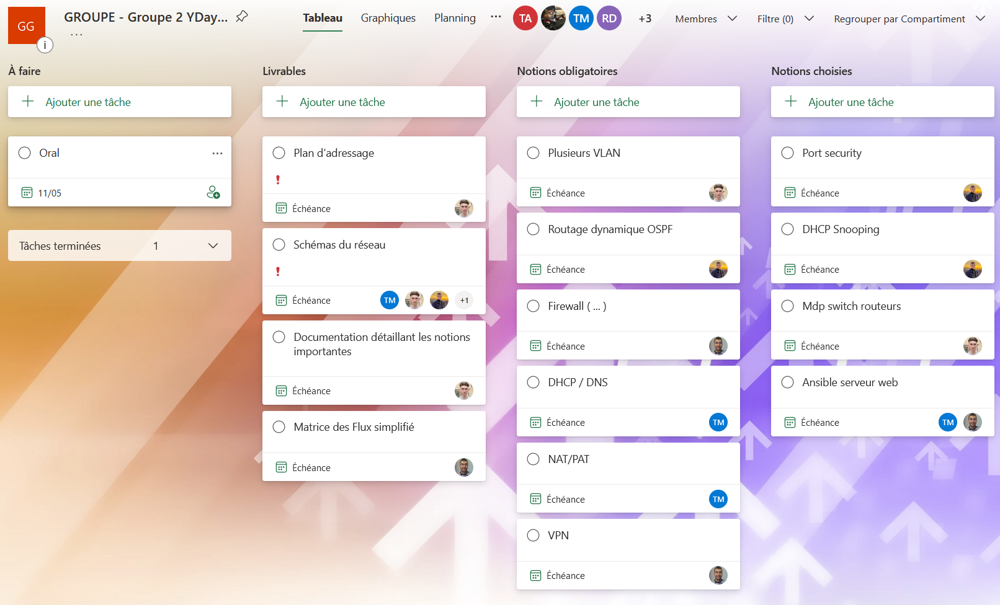 GG
i
GROUPE - Groupe 2 YDay...
...
Tableau
Graphiques
Planning
...
TA
TM
RD
+3
Membres
Filtre (0)
Regrouper par Compartiment
À faire
Ajouter une tâche
Oral
...
11/05
Tâches terminées 1
Livrables
Ajouter une tâche
Plan d’adressage
!
Échéance
Schémas du réseau
!
Échéance
TM
+1
Documentation détaillant les notions
importantes
Échéance
Matrice des Flux simplifié
Échéance
Notions obligatoires
Ajouter une tâche
Plusieurs VLAN
Échéance
Routage dynamique OSPF
Échéance
Firewall ( ... )
Échéance
DHCP / DNS
Échéance
TM
NAT/PAT
Échéance
TM
VPN
Échéance
Notions choisies
Ajouter une tâche
Port security
Échéance
DHCP Snooping
Échéance
Mdp switch routeurs
Échéance
Ansible serveur web
Échéance
TM